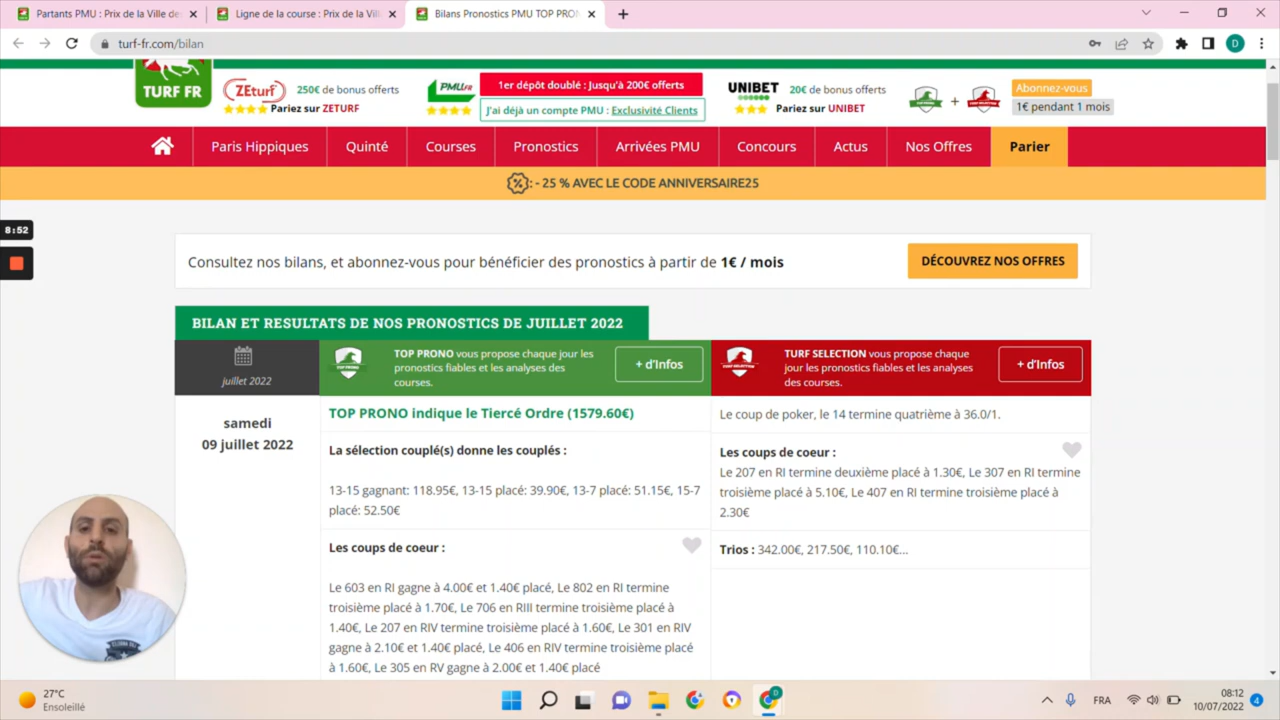 Partants PMU : Prix de la Ville de
Ligne de la course : Prix de la Vill
Bilans Pronostics PMU TOP PRON
turf-fr.com/bilan
D
TURF FR
ZEturf
250€ de bonus offerts
Pariez sur ZETURF
PMU.FR
1er dépôt doublé : Jusqu'à 200€ offerts
J'ai déjà un compte PMU : Exclusivité Clients
UNIBET
20€ de bonus offerts
Pariez sur UNIBET
+
Abonnez-vous
1€ pendant 1 mois
Paris Hippiques
Quinté
Courses
Pronostics
Arrivées PMU
Concours
Actus
Nos Offres
Parier
: - 25 % AVEC LE CODE ANNIVERSAIRE25
8:52
Consultez nos bilans, et abonnez-vous pour bénéficier des pronostics à partir de 1€ / mois
DÉCOUVREZ NOS OFFRES
BILAN ET RESULTATS DE NOS PRONOSTICS DE JUILLET 2022
juillet 2022
TOP PRONO
TOP PRONO vous propose chaque jour les
pronostics fiables et les analyses des
courses.
+ d'Infos
TURF SELECTION
TURF SELECTION vous propose chaque
jour les pronostics fiables et les analyses
des courses.
+ d'Infos
samedi
09 juillet 2022
TOP PRONO indique le Tiercé Ordre (1579.60€)
La sélection couplé(s) donne les couplés :
13-15 gagnant: 118.95€, 13-15 placé: 39.90€, 13-7 placé: 51.15€, 15-7
placé: 52.50€
Les coups de coeur :
Le 603 en RI gagne à 4.00€ et 1.40€ placé, Le 802 en RI termine
troisième placé à 1.70€, Le 706 en RIII termine troisième placé à
1.40€, Le 207 en RIV termine troisième placé à 1.60€, Le 301 en RIV
gagne à 2.10€ et 1.40€ placé, Le 406 en RIV termine troisième placé
à 1.60€, Le 305 en RV gagne à 2.00€ et 1.40€ placé
Le coup de poker, le 14 termine quatrième à 36.0/1.
Les coups de coeur :
Le 207 en RI termine deuxième placé à 1.30€, Le 307 en RI termine
troisième placé à 5.10€, Le 407 en RI termine troisième placé à
2.30€
Trios : 342.00€, 217.50€, 110.10€...
27°C
Ensoleillé
D
FRA
08:12
10/07/2022
4